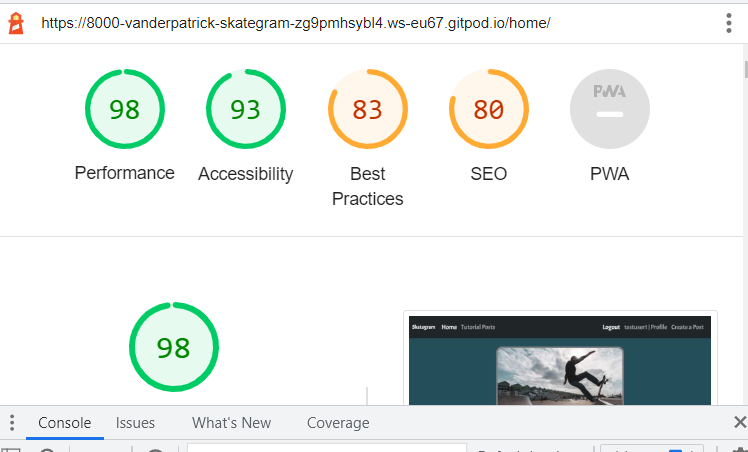 https://8000-vanderpatrick-skategram-zg9pmhsybl4.ws-eu67.gitpod.io/home/
98 93 83 80 PWA
Performance Accessibility Best Practices SEO PWA
98
Skategram Home Tutorial Posts Logout testuser1 | Profile Create a Post
Console Issues What's New Coverage